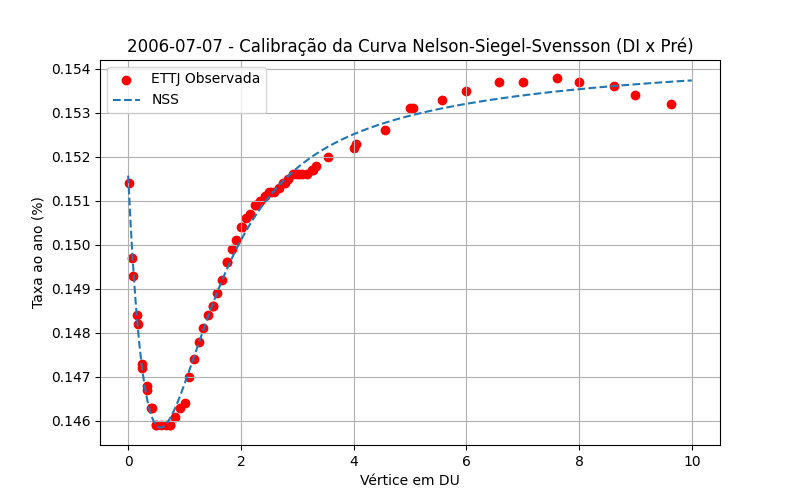 2006-07-07 - Calibração da Curva Nelson-Siegel-Svensson (DI x Pré)
ETTJ Observada
NSS
Taxa ao ano (%)
0.154
0.153
0.152
0.151
0.150
0.149
0.148
0.147
0.146
0 2 4 6 8 10
Vértice em DU